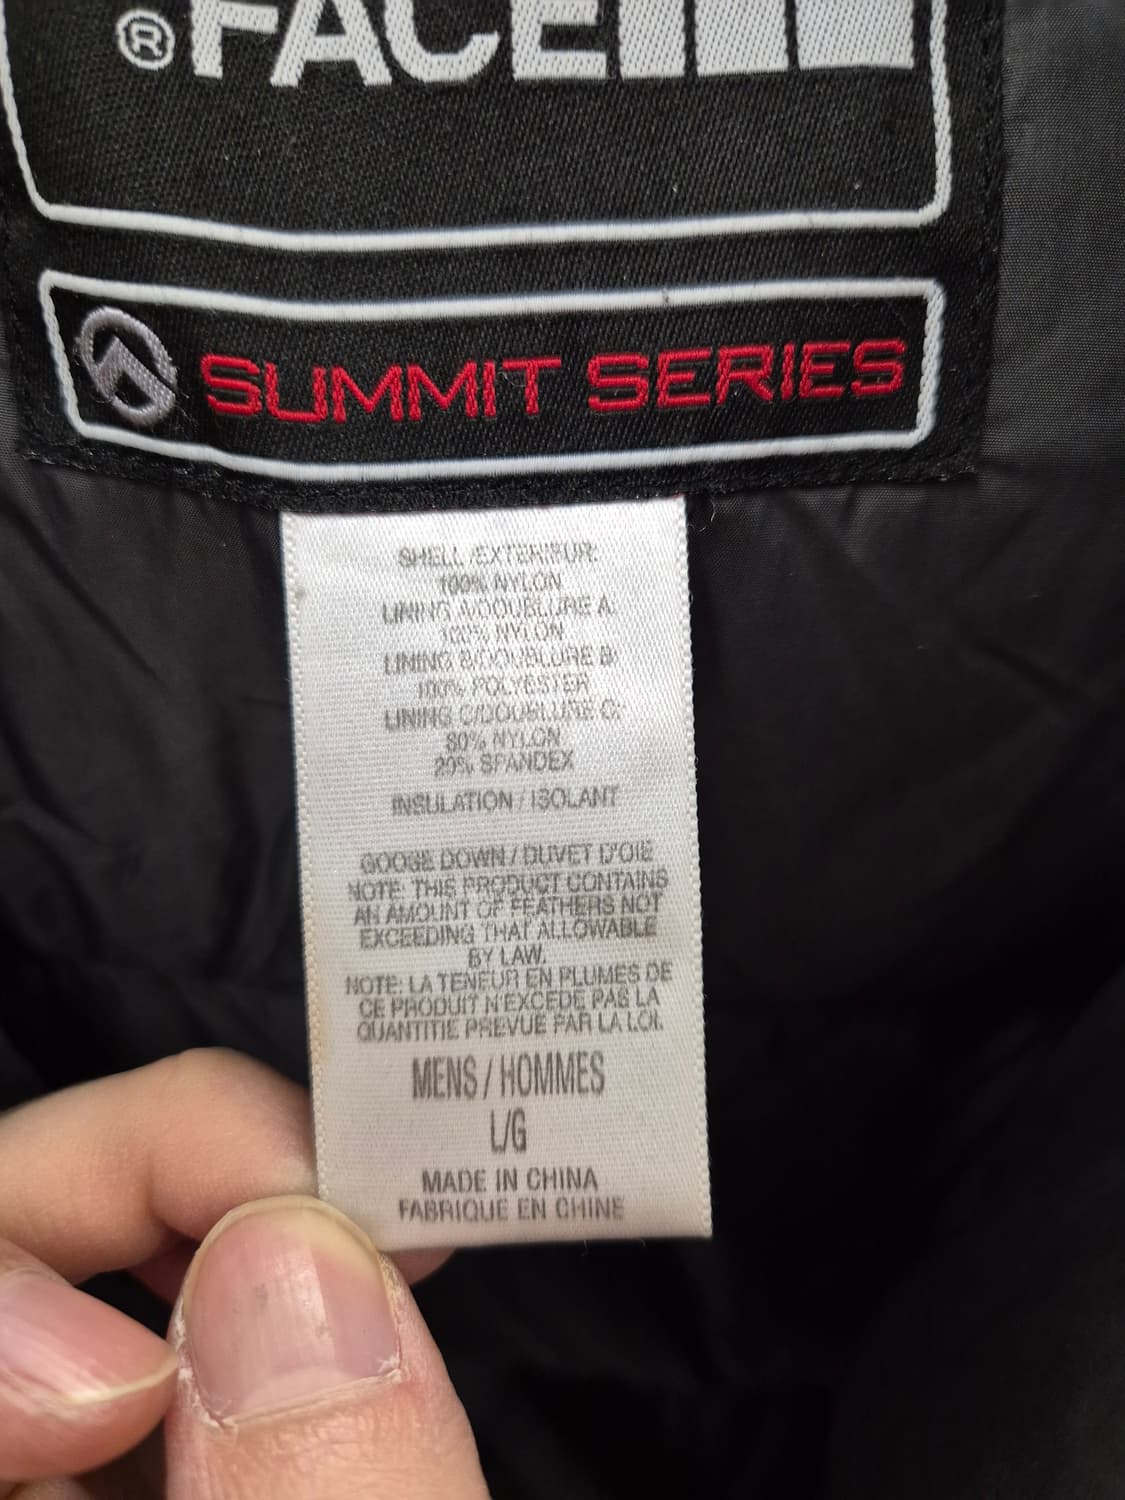 ® FACE
SUMMIT SERIES
SHELL/EXTERIEUR:
100% NYLON
LINING A/DOUBLURE A:
100% NYLON
LINING B/DOUBLURE B:
100% POLYESTER
LINING C/DOUBLURE C:
80% NYLON
20% SPANDEX
INSULATION / ISOLANT
GOOSE DOWN / DUVET D'OIE
NOTE: THIS PRODUCT CONTAINS
AN AMOUNT OF FEATHERS NOT
EXCEEDING THAT ALLOWABLE
BY LAW.
NOTE: LA TENEUR EN PLUMES DE
CE PRODUIT N'EXCEDE PAS LA
QUANTITIE PREVUE PAR LA LOI.
MENS / HOMMES
L/G
MADE IN CHINA
FABRIQUE EN CHINE